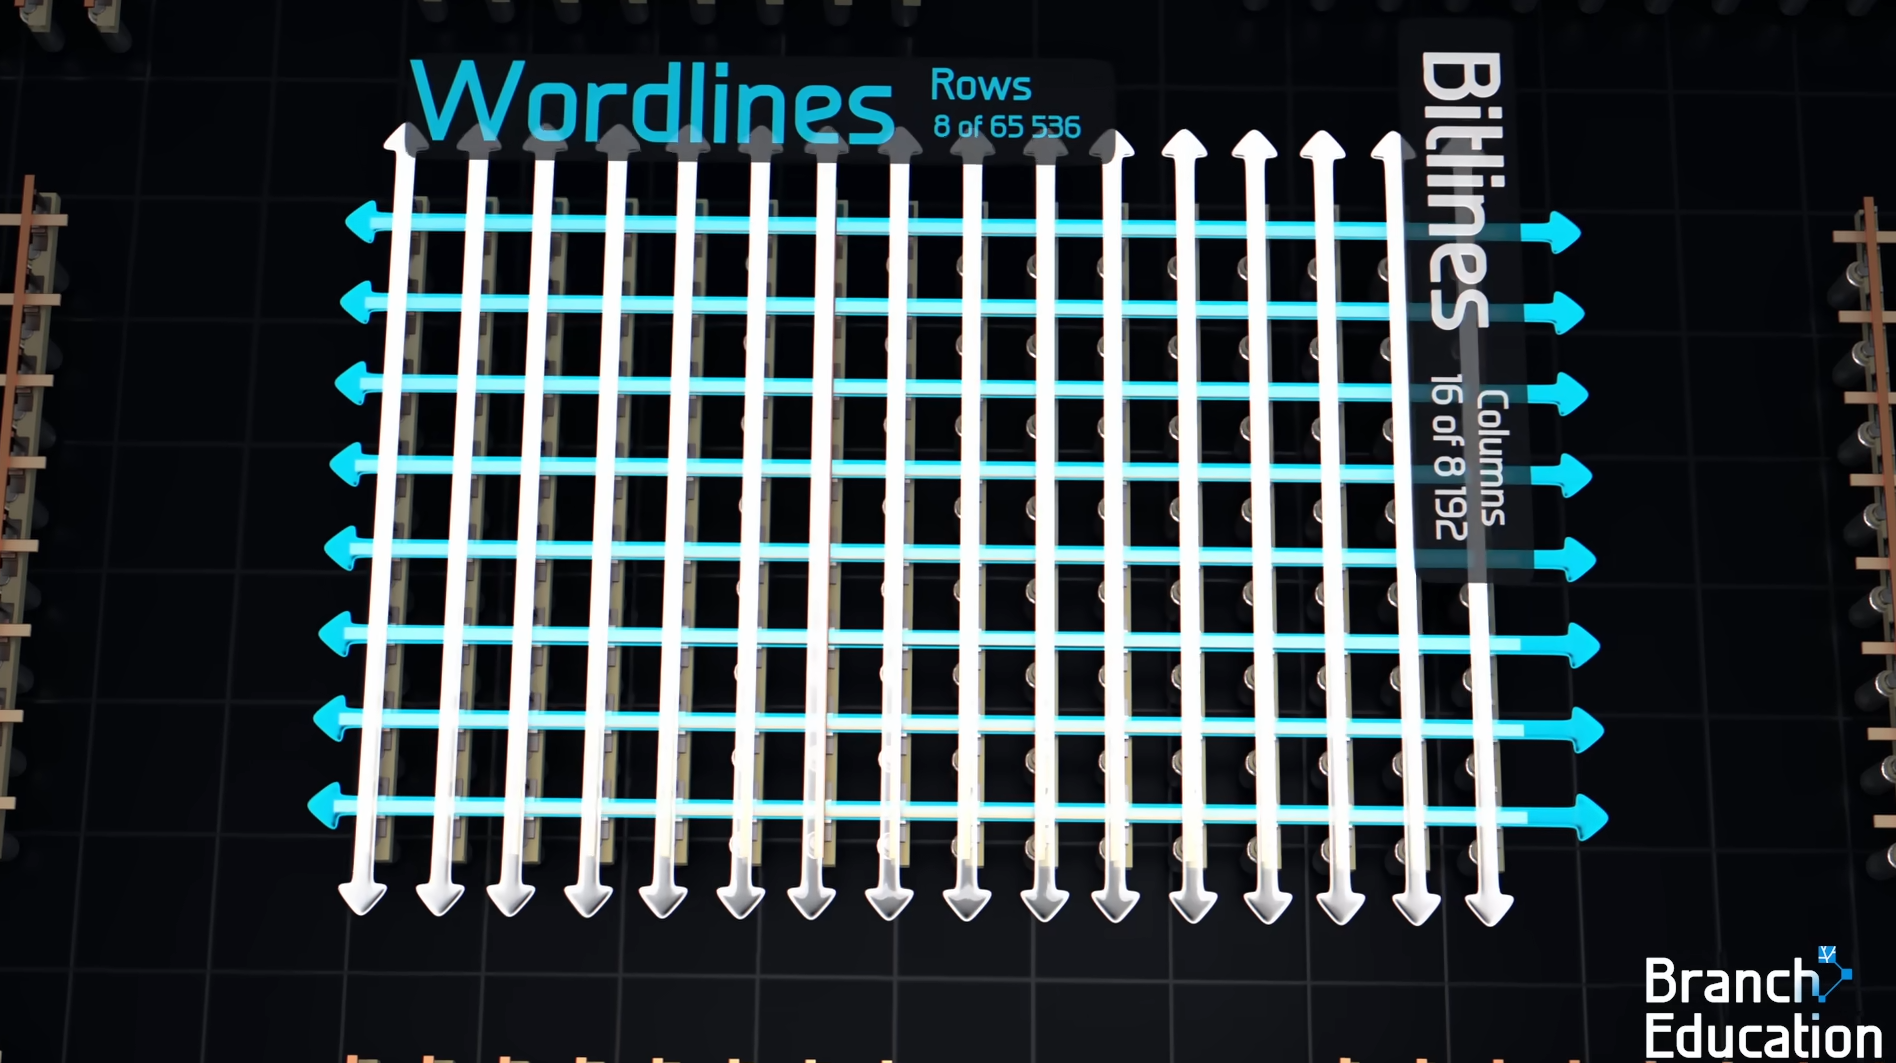 Wordlines
Rows
8 of 65 536
Bitlines
Columns
16 of 8 192
Branch
Education